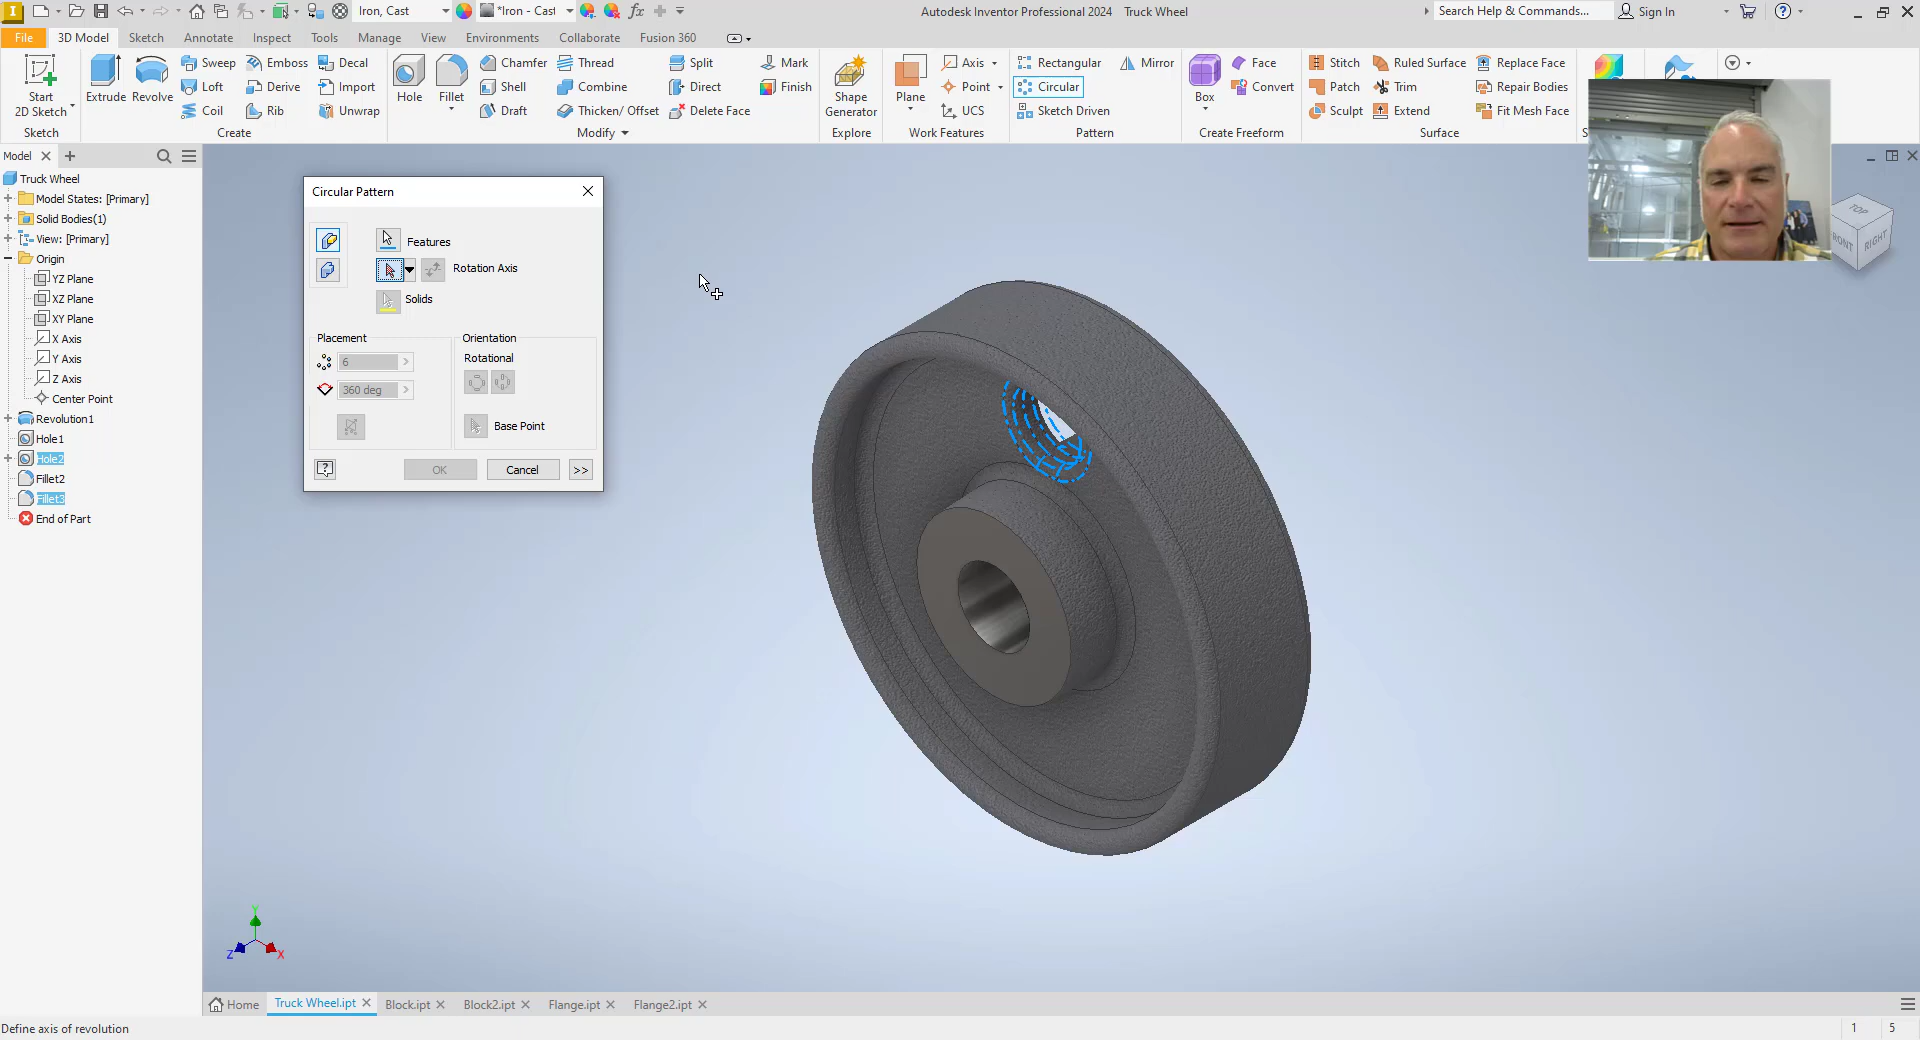 Iron, Cast
*Iron - Cast
fx
Autodesk Inventor Professional 2024 Truck Wheel
Search Help & Commands...
Sign In
File
3D Model
Sketch
Annotate
Inspect
Tools
Manage
View
Environments
Collaborate
Fusion 360
Start
2D Sketch
Sketch
Extrude
Revolve
Sweep
Loft
Coil
Emboss
Derive
Rib
Decal
Import
Unwrap
Create
Hole
Fillet
Chamfer
Shell
Draft
Thread
Combine
Thicken/ Offset
Split
Direct
Delete Face
Mark
Finish
Modify
Shape
Generator
Explore
Plane
Axis
Point
UCS
Work Features
Rectangular
Circular
Sketch Driven
Mirror
Pattern
Box
Face
Convert
Create Freeform
Stitch
Patch
Sculpt
Ruled Surface
Trim
Extend
Replace Face
Repair Bodies
Fit Mesh Face
Surface
Model
Truck Wheel
Model States: [Primary]
Solid Bodies(1)
View: [Primary]
Origin
YZ Plane
XZ Plane
XY Plane
X Axis
Y Axis
Z Axis
Center Point
Revolution1
Hole1
Hole2
Fillet2
Fillet3
End of Part
Circular Pattern
Features
Rotation Axis
Solids
Placement
6
360 deg
Orientation
Rotational
Base Point
OK
Cancel
>>
TOP
FRONT
RIGHT
Y
Z
X
Home
Truck Wheel.ipt
Block.ipt
Block2.ipt
Flange.ipt
Flange2.ipt
Define axis of revolution
1
5